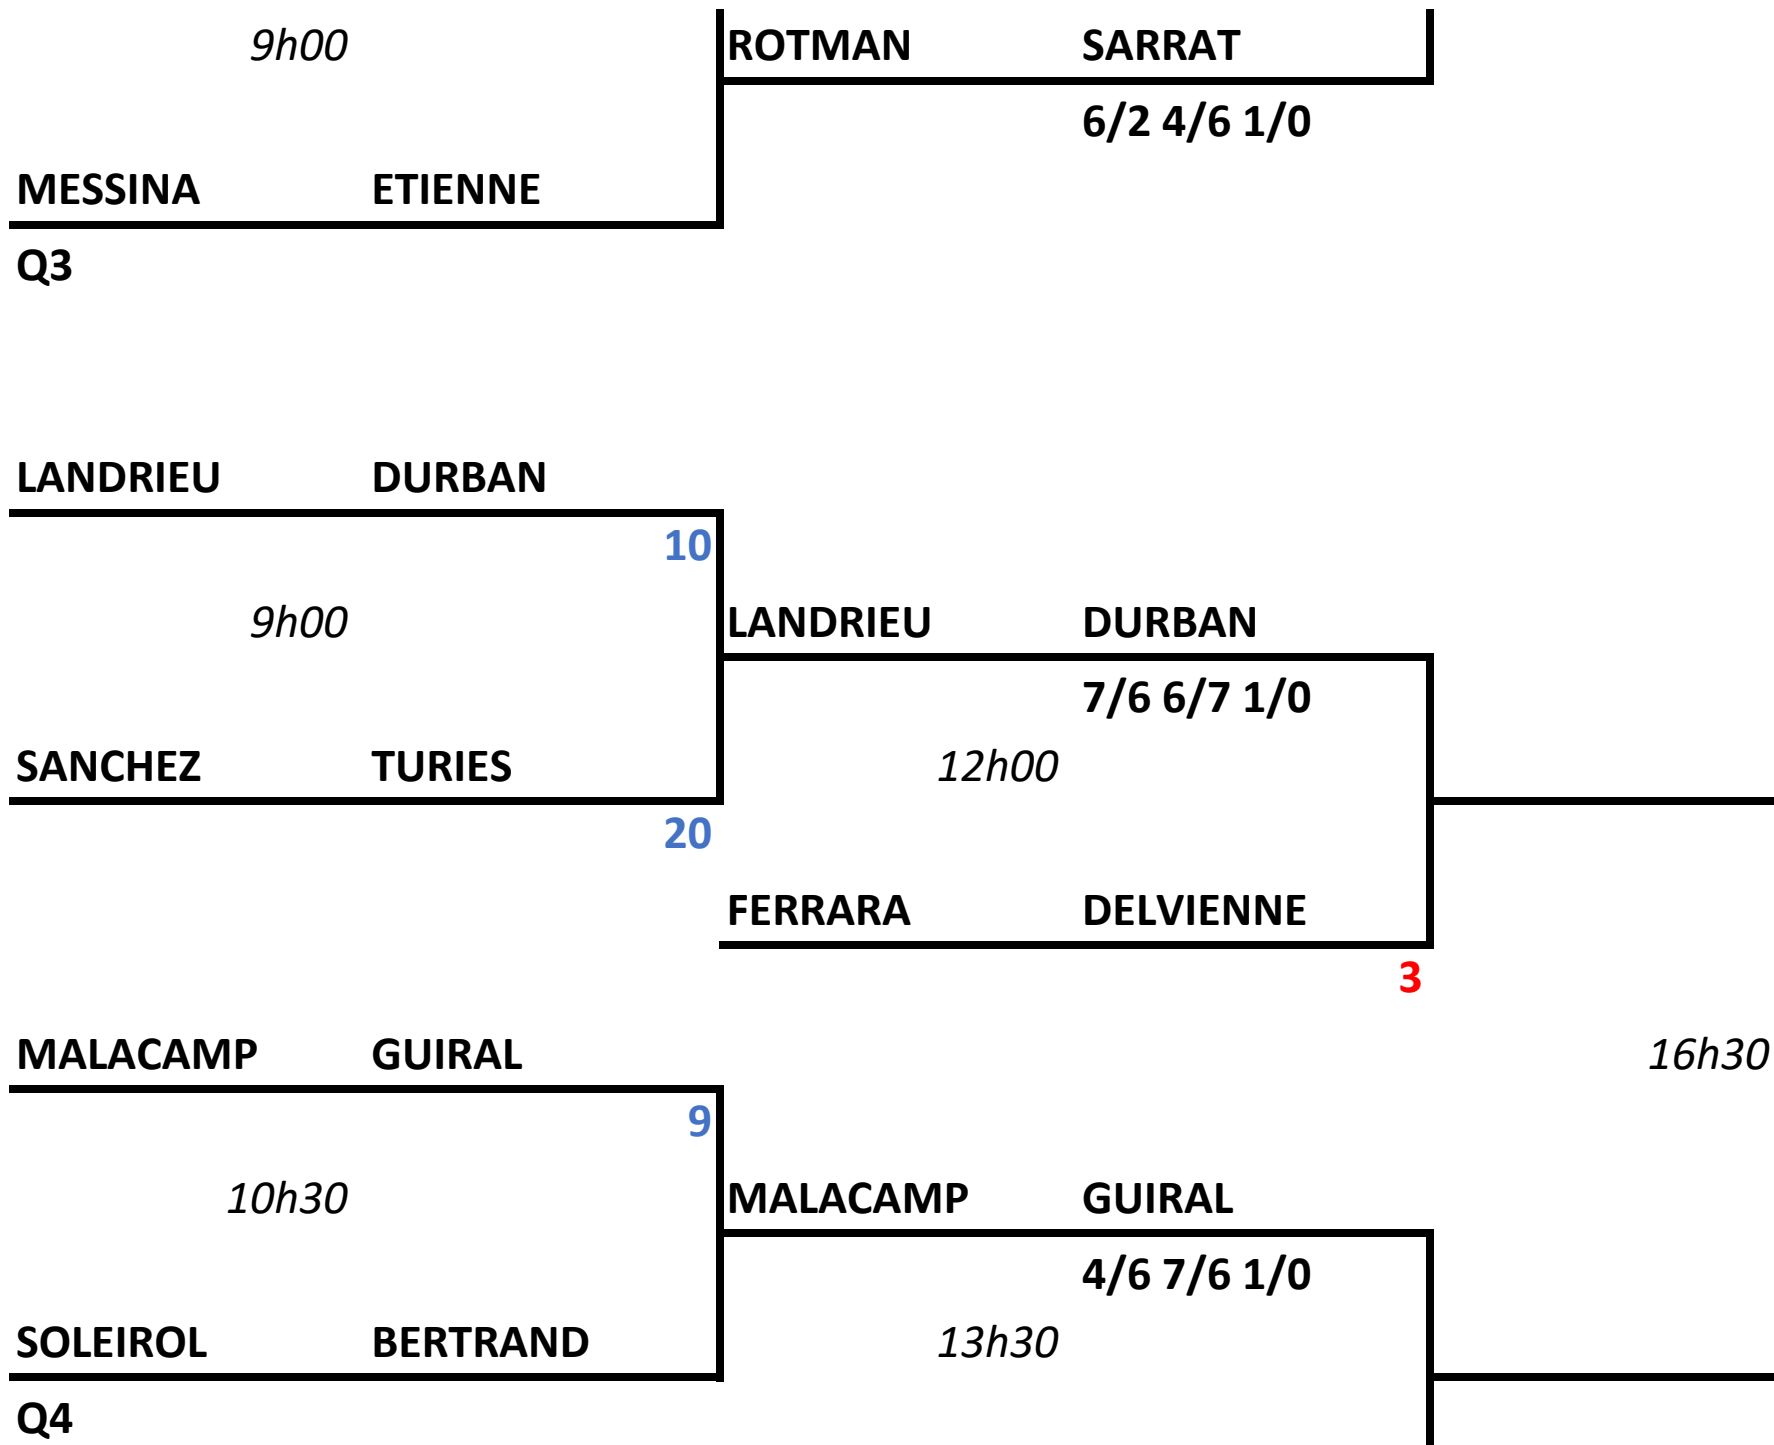 9h00 ROTMAN SARRAT
6/2 4/6 1/0
MESSINA ETIENNE
Q3
LANDRIEU DURBAN
10
9h00 LANDRIEU DURBAN
7/6 6/7 1/0
SANCHEZ TURIES 12h00
20
FERRARA DELVIENNE
3
MALACAMP GUIRAL 16h30
9
10h30 MALACAMP GUIRAL
4/6 7/6 1/0
SOLEIROL BERTRAND 13h30
Q4